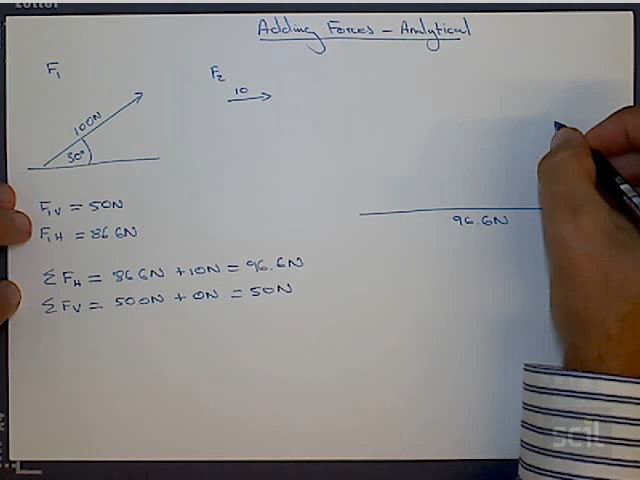 Adding Forces - Analytical
F₁
F₂
10
100N
30°
F₁V = 50N
F₁H = 86.6N
96.6N
ΣFH = 86.6N + 10N = 96.6N
ΣFV = 50.0N + 0N = 50N
scil